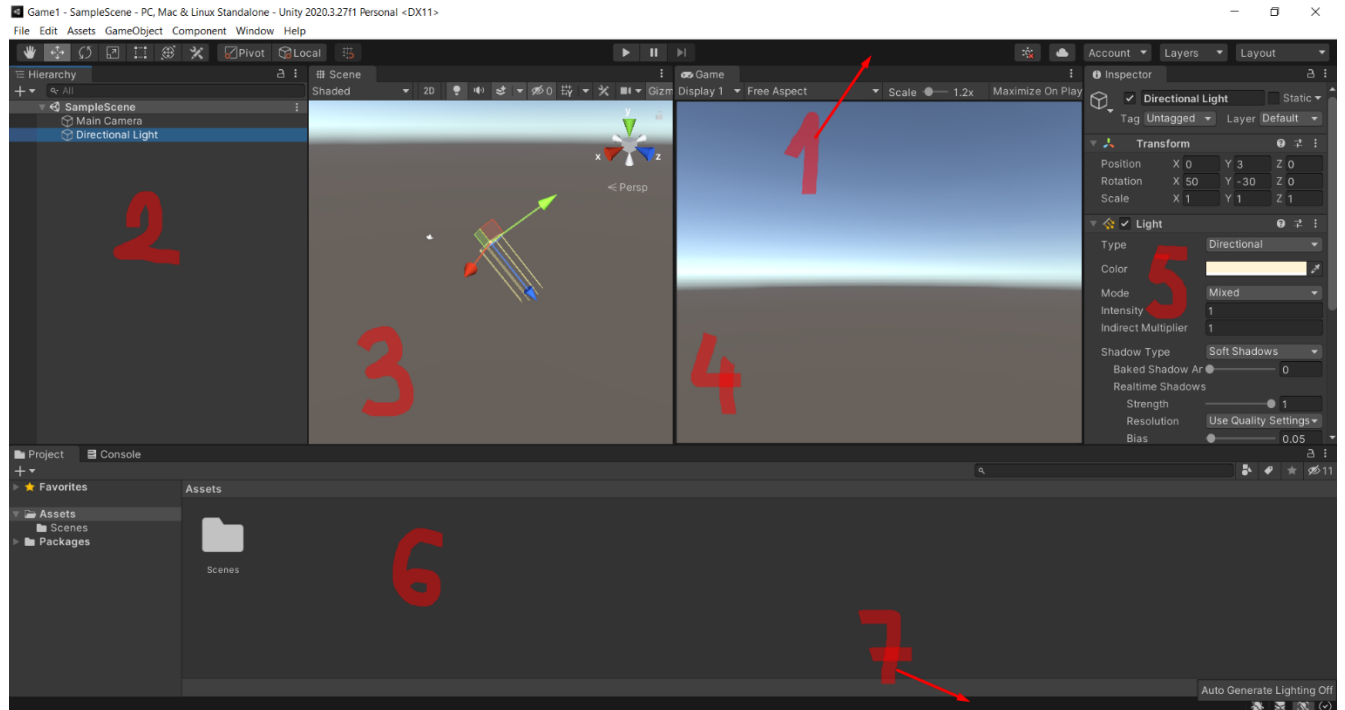 Game1 - SampleScene - PC, Mac & Linux Standalone - Unity 2020.3.27f1 Personal <DX11>
File Edit Assets GameObject Component Window Help
Pivot Local Account Layers Layout
Hierarchy
All
SampleScene
Main Camera
Directional Light
2
Scene
Shaded 2D 0 Gizm
y
x z
Persp
3
Game
Display 1 Free Aspect Scale 1.2x Maximize On Play
1
4
Inspector
Directional Light Static
Tag Untagged Layer Default
Transform
Position X 0 Y 3 Z 0
Rotation X 50 Y -30 Z 0
Scale X 1 Y 1 Z 1
Light
Type Directional
Color
Mode Mixed
Intensity 1
Indirect Multiplier 1
5
Shadow Type Soft Shadows
Baked Shadow Ar 0
Realtime Shadows
Strength 1
Resolution Use Quality Settings
Bias 0.05
Project Console
11
Favorites
Assets
Scenes
Packages
Assets
Scenes
6
7
Auto Generate Lighting Off